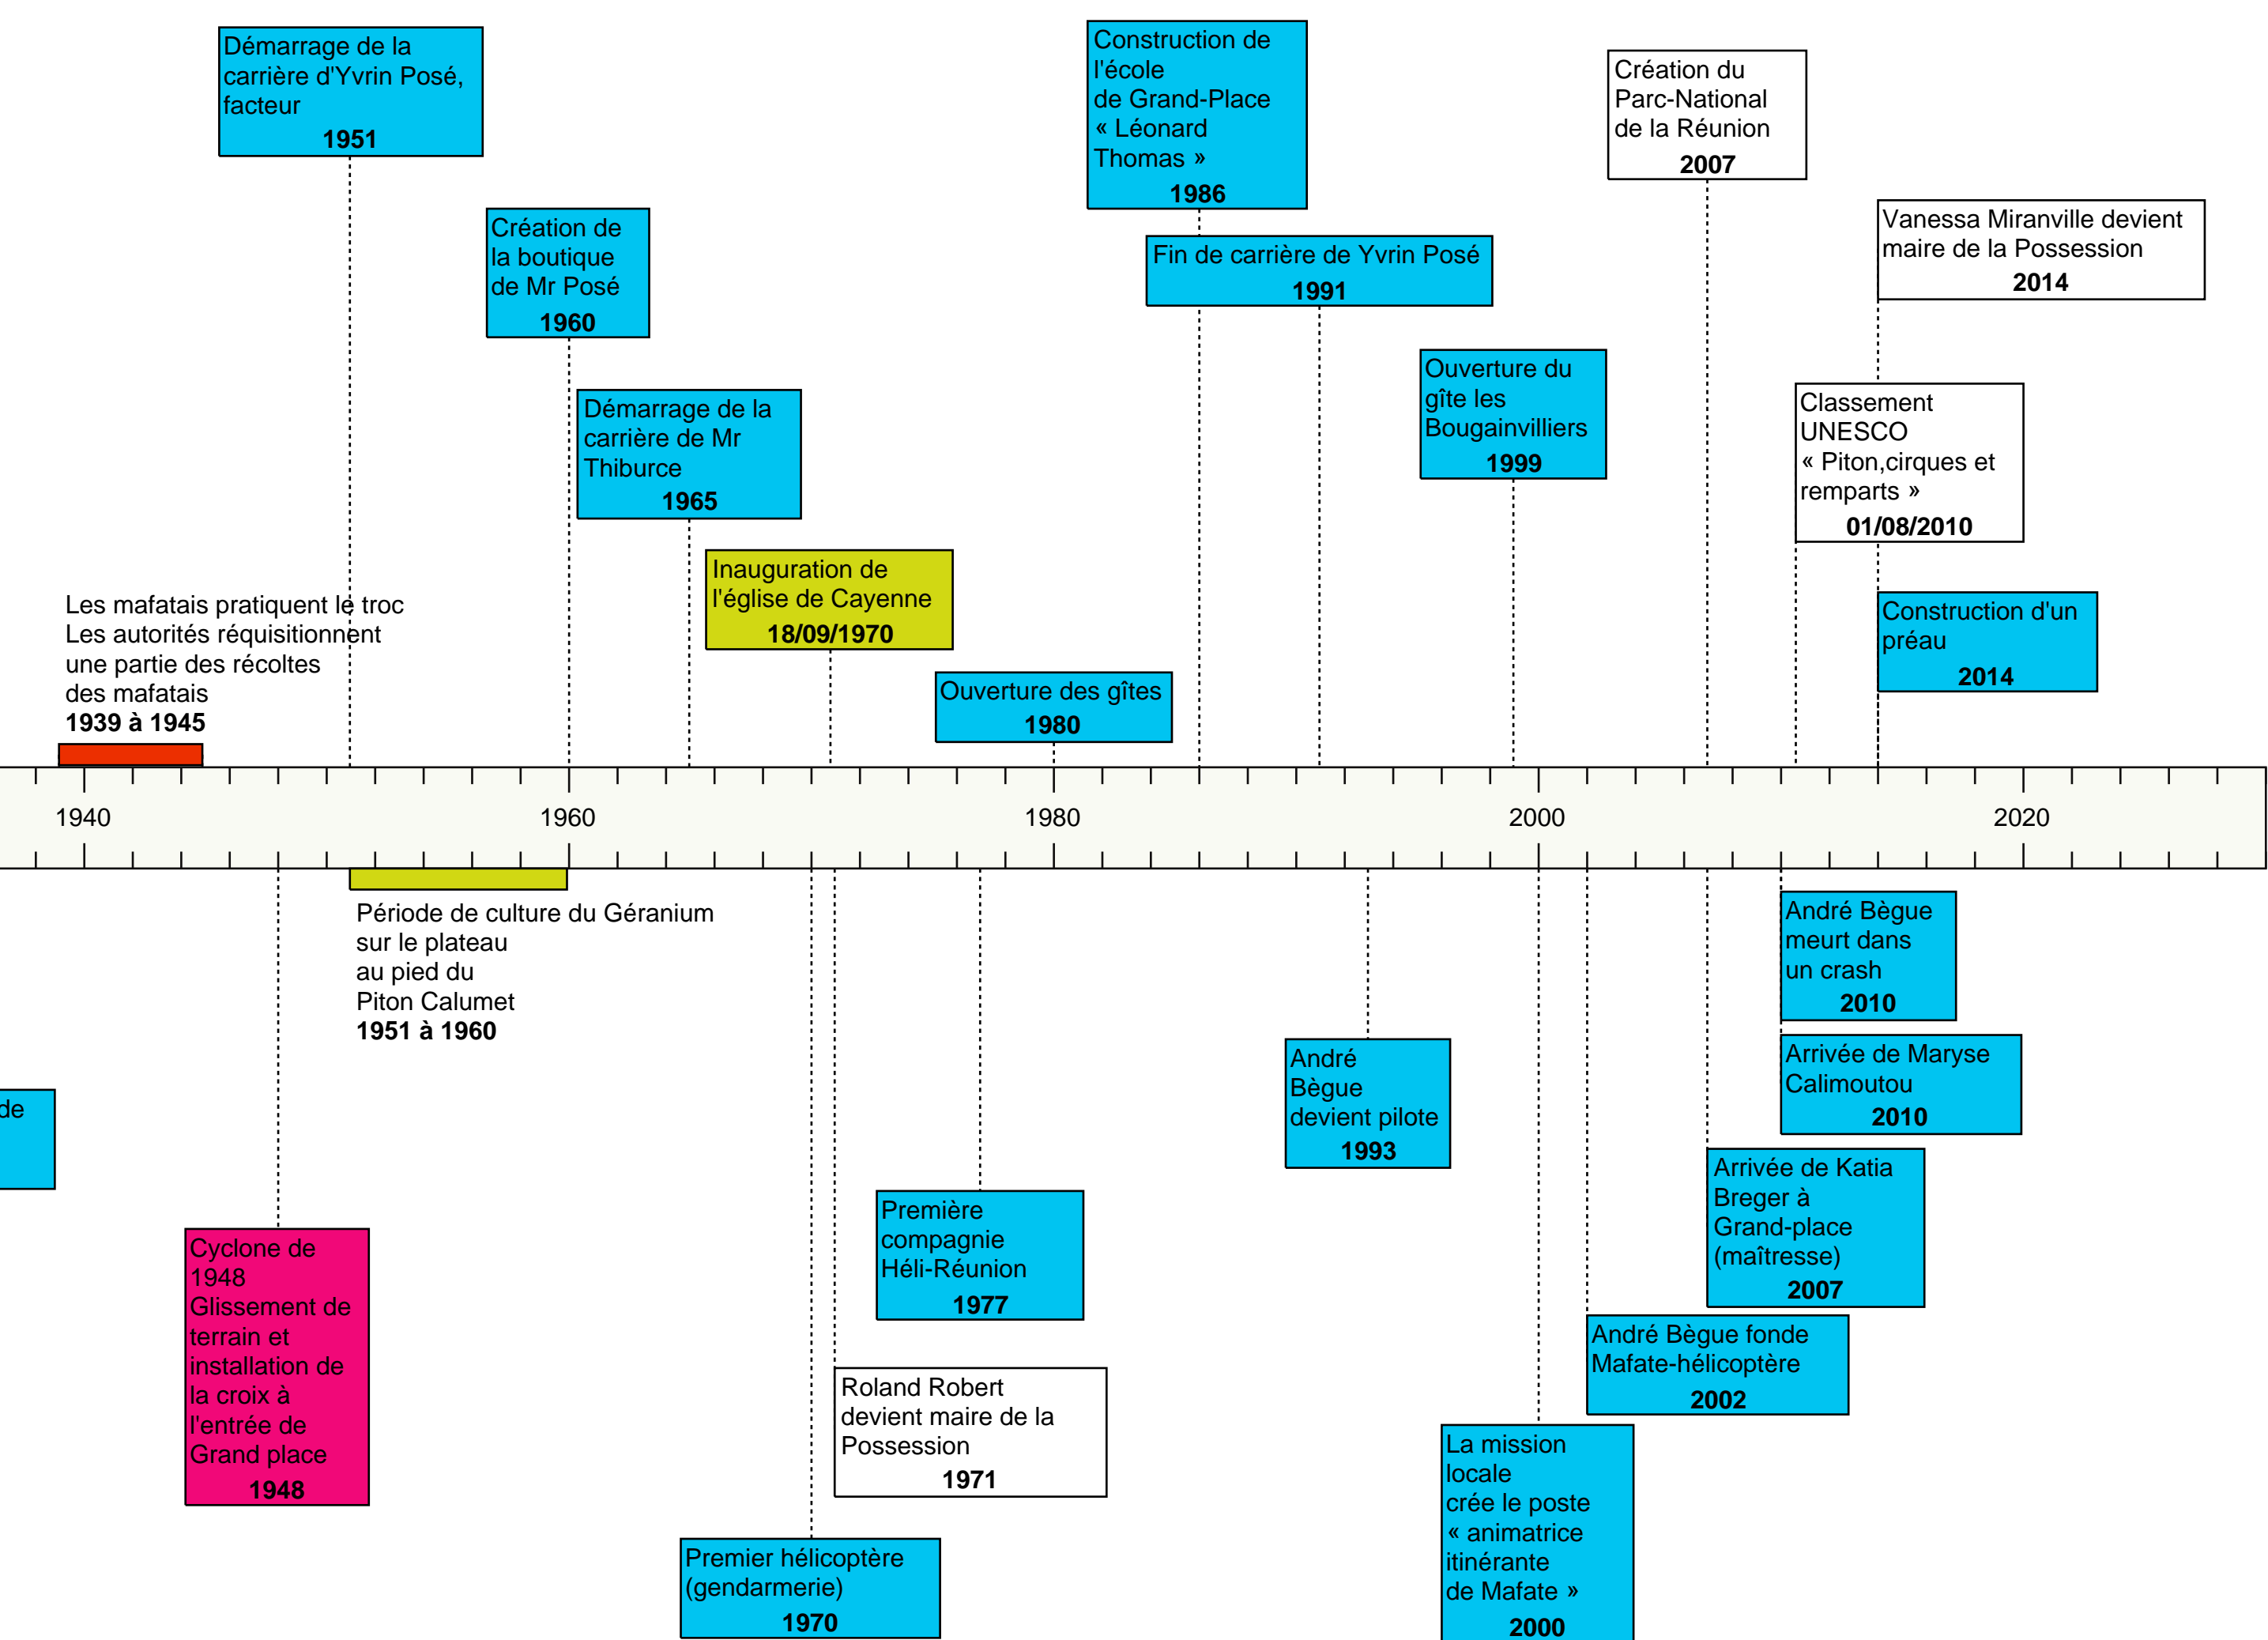 Démarrage de la
carrière d'Yvrin Posé,
facteur
1951
Construction de
l'école
de Grand-Place
« Léonard
Thomas »
1986
Création du
Parc-National
de la Réunion
2007
Vanessa Miranville devient
maire de la Possession
2014
Création de
la boutique
de Mr Posé
1960
Fin de carrière de Yvrin Posé
1991
Ouverture du
gîte les
Bougainvilliers
1999
Démarrage de la
carrière de Mr
Thiburce
1965
Classement
UNESCO
« Piton,cirques et
remparts »
01/08/2010
Inauguration de
l'église de Cayenne
18/09/1970
Les mafatais pratiquent le troc
Les autorités réquisitionnent
une partie des récoltes
des mafatais
1939 à 1945
Construction d'un
préau
2014
Ouverture des gîtes
1980
1940
1960
1980
2000
2020
Période de culture du Géranium
sur le plateau
au pied du
Piton Calumet
1951 à 1960
André Bègue
meurt dans
un crash
2010
André
Bègue
devient pilote
1993
Arrivée de Maryse
Calimoutou
2010
de
Arrivée de Katia
Breger à
Grand-place
(maîtresse)
2007
Première
compagnie
Héli-Réunion
1977
Cyclone de
1948
Glissement de
terrain et
installation de
la croix à
l'entrée de
Grand place
1948
André Bègue fonde
Mafate-hélicoptère
2002
Roland Robert
devient maire de la
Possession
1971
La mission
locale
crée le poste
« animatrice
itinérante
de Mafate »
2000
Premier hélicoptère
(gendarmerie)
1970